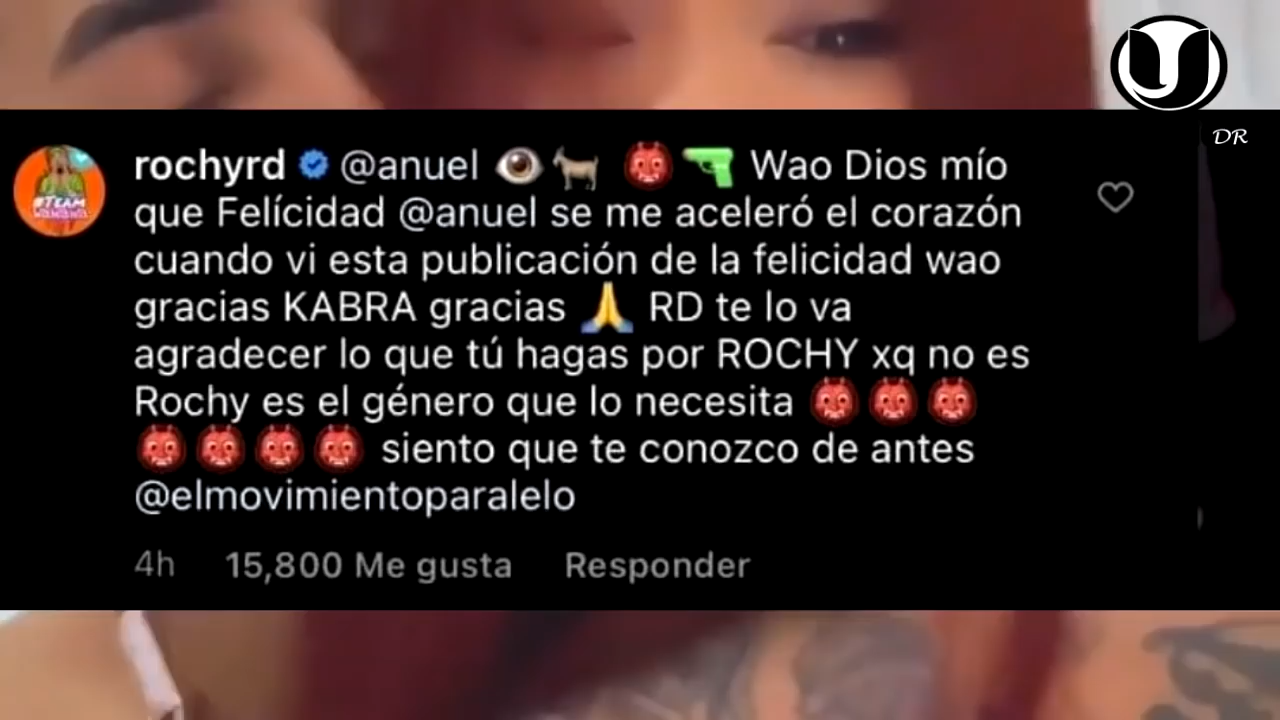 rochyrd @anuel 👁️🐐 👹🔫 Wao Dios mío
que Felícidad @anuel se me aceleró el corazón
cuando vi esta publicación de la felicidad wao
gracias KABRA gracias 🙏 RD te lo va
agradecer lo que tú hagas por ROCHY xq no es
Rochy es el género que lo necesita 👹👹👹
👹👹👹👹 siento que te conozco de antes
@elmovimientoparalelo
4h 15,800 Me gusta Responder
DR
#TEAM